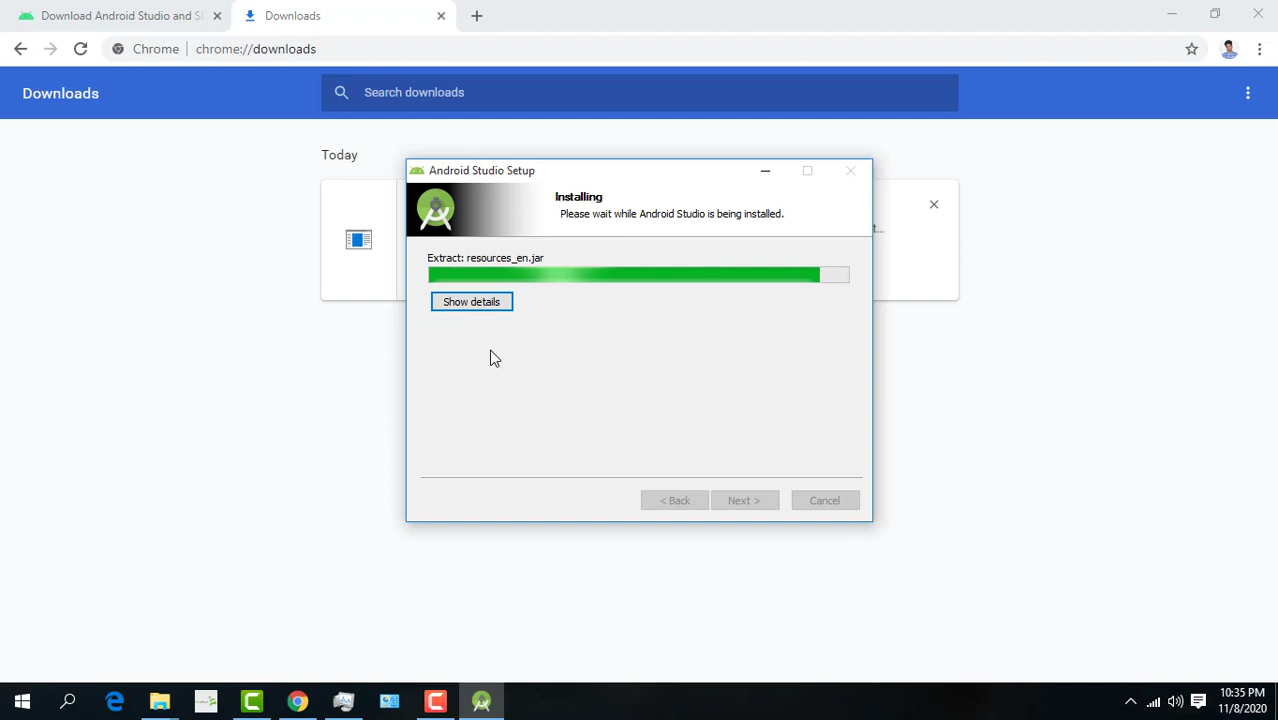 Download Android Studio and S
Downloads
Chrome
chrome://downloads
Downloads
Search downloads
Today
Android Studio Setup
Installing
Please wait while Android Studio is being installed.
t...
Extract: resources_en.jar
Show details
< Back
Next >
Cancel
10:35 PM
11/8/2020